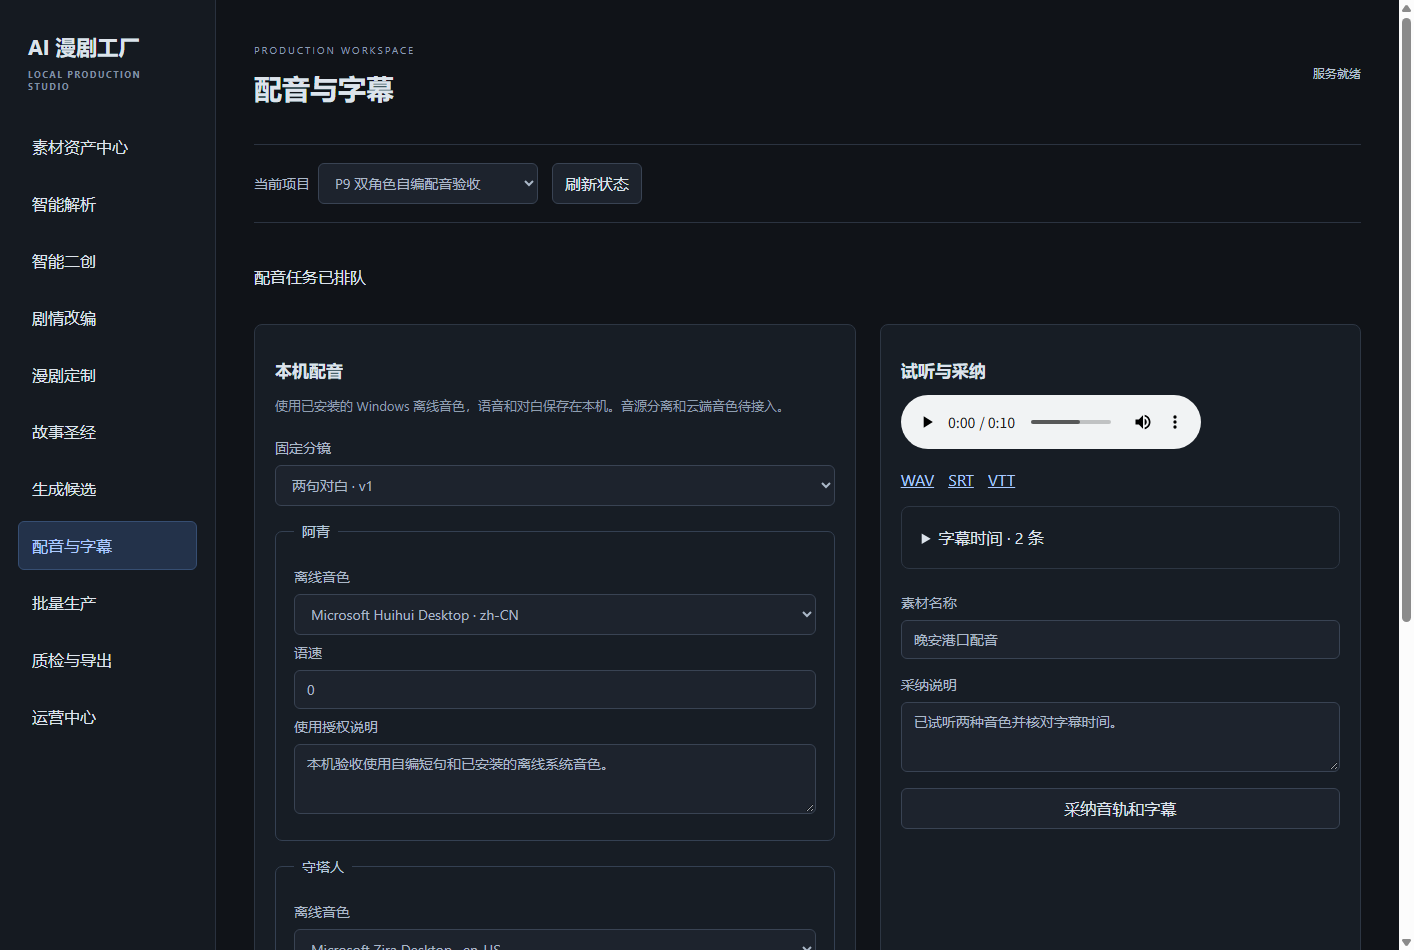 AI 漫剧工厂
LOCAL PRODUCTION
STUDIO
素材资产中心
智能解析
智能二创
剧情改编
漫剧定制
故事圣经
生成候选
配音与字幕
批量生产
质检与导出
运营中心
PRODUCTION WORKSPACE
配音与字幕
服务就绪
当前项目
P9 双角色自编配音验收
刷新状态
配音任务已排队
本机配音
使用已安装的 Windows 离线音色，语音和对白保存在本机。音源分离和云端音色待接入。
固定分镜
两句对白 · v1
阿青
离线音色
Microsoft Huihui Desktop · zh-CN
语速
0
使用授权说明
本机验收使用自编短句和已安装的离线系统音色。
守塔人
离线音色
Microsoft Zira Desktop · en-US
试听与采纳
0:00 / 0:10
WAV SRT VTT
字幕时间 · 2 条
素材名称
晚安港口配音
采纳说明
已试听两种音色并核对字幕时间。
采纳音轨和字幕